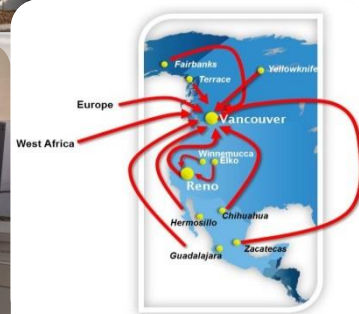 Fairbanks
Terrace
Yellowknife
Europe
Vancouver
West Africa
Winnemucca
Elko
Reno
Chihuahua
Hermosillo
Guadalajara
Zacatecas